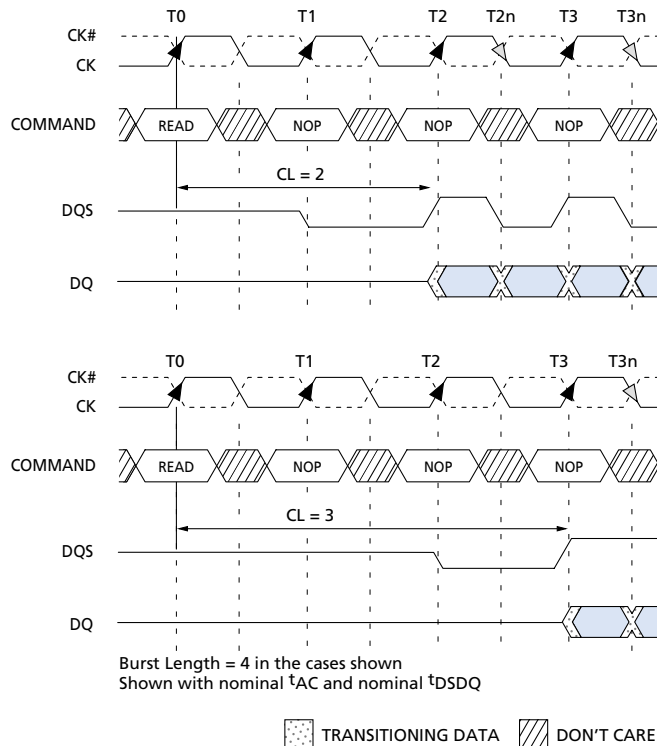 T0 T1 T2 T2n T3 T3n
CK#
CK
COMMAND READ NOP NOP NOP
CL = 2
DQS
DQ
T0 T1 T2 T3 T3n
CK#
CK
COMMAND READ NOP NOP NOP
CL = 3
DQS
DQ
Burst Length = 4 in the cases shown
Shown with nominal tAC and nominal tDSDQ
TRANSITIONING DATA DON'T CARE